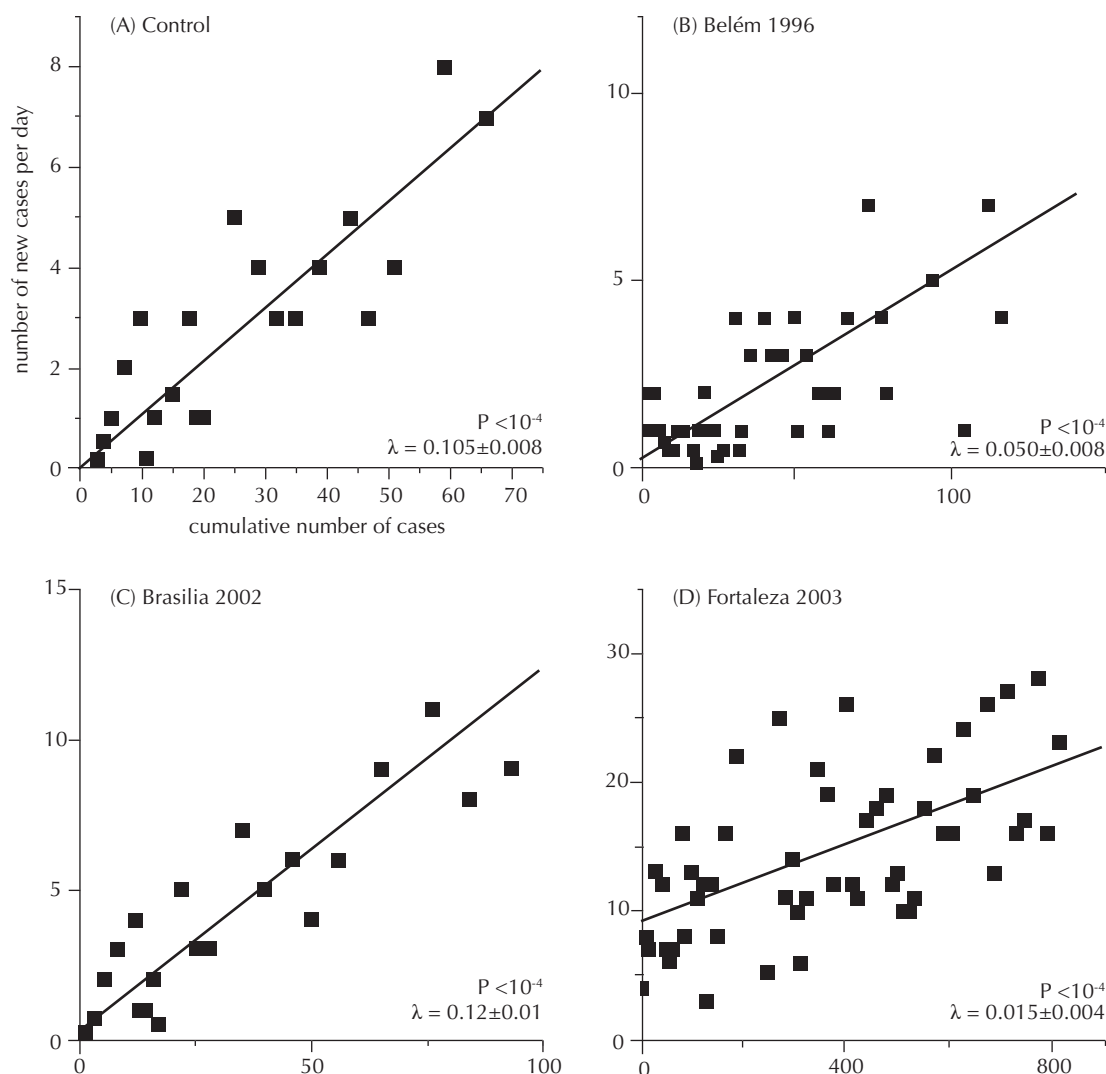 (A) Control
number of new cases per day
8
6
4
2
0
P <10⁻⁴
λ = 0.105±0.008
0 10 20 30 40 50 60 70
cumulative number of cases
(B) Belém 1996
10
5
0
P <10⁻⁴
λ = 0.050±0.008
0 100
(C) Brasilia 2002
15
10
5
0
P <10⁻⁴
λ = 0.12±0.01
0 50 100
(D) Fortaleza 2003
30
20
10
0
P <10⁻⁴
λ = 0.015±0.004
0 400 800